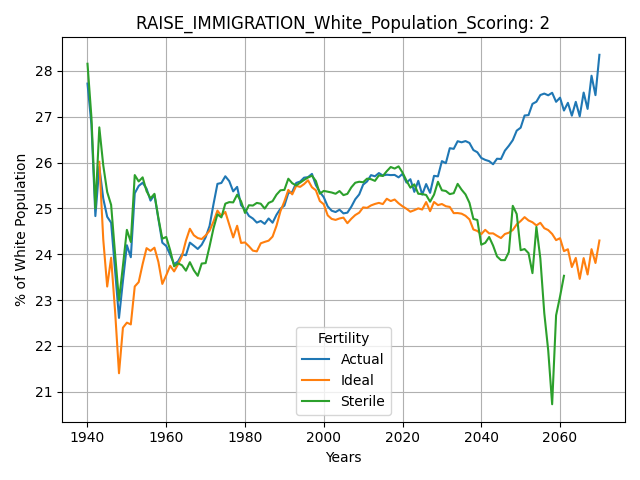 RAISE_IMMIGRATION_White_Population_Scoring: 2
% of White Population
28
27
26
25
24
23
22
21
Fertility
Actual
Ideal
Sterile
1940 1960 1980 2000 2020 2040 2060
Years